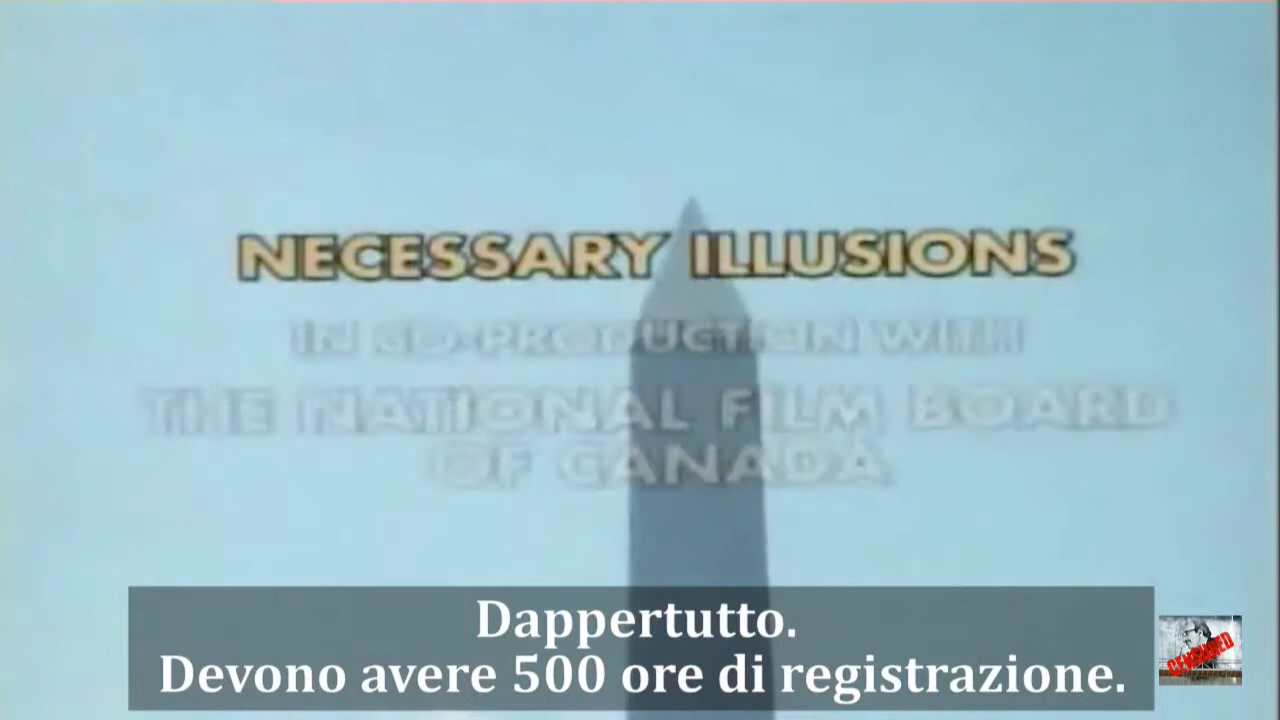 NECESSARY ILLUSIONS
IN CO-PRODUCTION WITH
THE NATIONAL FILM BOARD
OF CANADA
Dappertutto.
Devono avere 500 ore di registrazione.
CENSORED